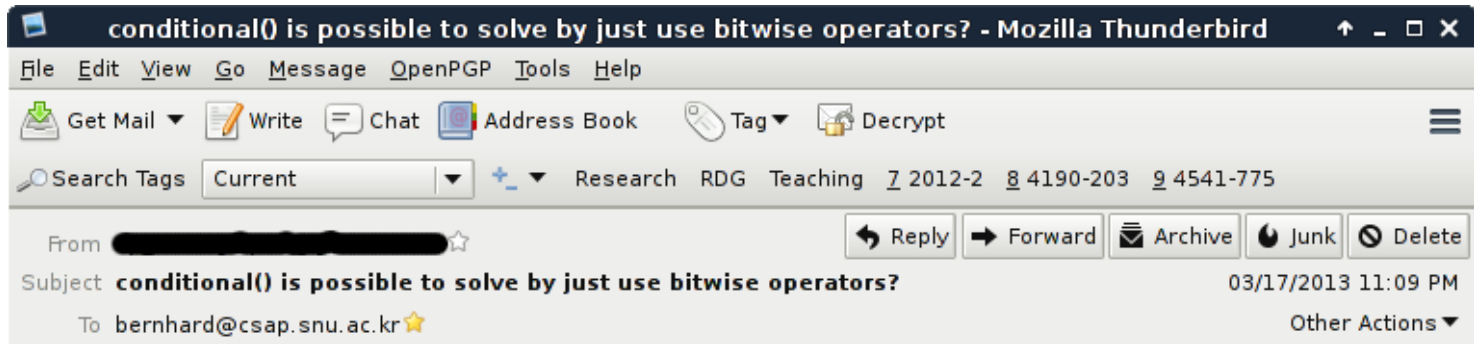 conditional() is possible to solve by just use bitwise operators? - Mozilla Thunderbird
File Edit View Go Message OpenPGP Tools Help
Get Mail Write Chat Address Book Tag Decrypt
Search Tags Current Research RDG Teaching 7 2012-2 8 4190-203 9 4541-775
From Reply Forward Archive Junk Delete
Subject conditional() is possible to solve by just use bitwise operators? 03/17/2013 11:09 PM
To bernhard@csap.snu.ac.kr Other Actions